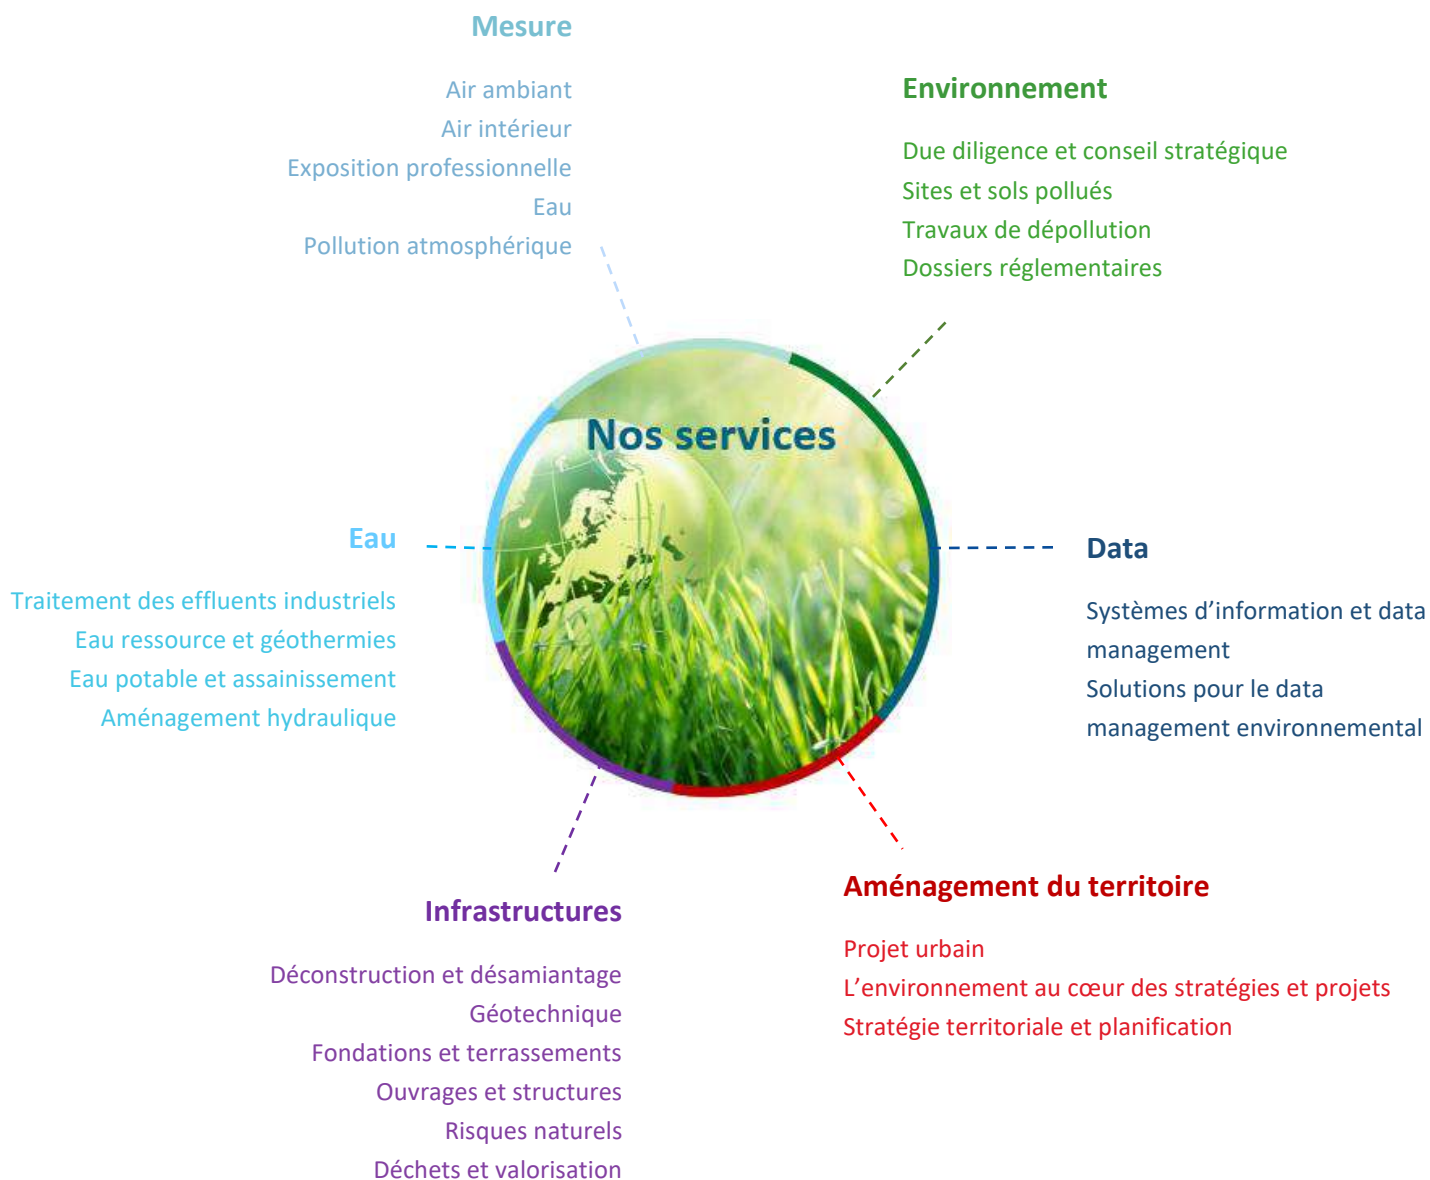 Mesure
Air ambiant
Air intérieur
Exposition professionnelle
Eau
Pollution atmosphérique
Environnement
Due diligence et conseil stratégique
Sites et sols pollués
Travaux de dépollution
Dossiers réglementaires
Nos services
Eau
Traitement des effluents industriels
Eau ressource et géothermies
Eau potable et assainissement
Aménagement hydraulique
Data
Systèmes d’information et data
management
Solutions pour le data
management environnemental
Infrastructures
Déconstruction et désamiantage
Géotechnique
Fondations et terrassements
Ouvrages et structures
Risques naturels
Déchets et valorisation
Aménagement du territoire
Projet urbain
L’environnement au cœur des stratégies et projets
Stratégie territoriale et planification